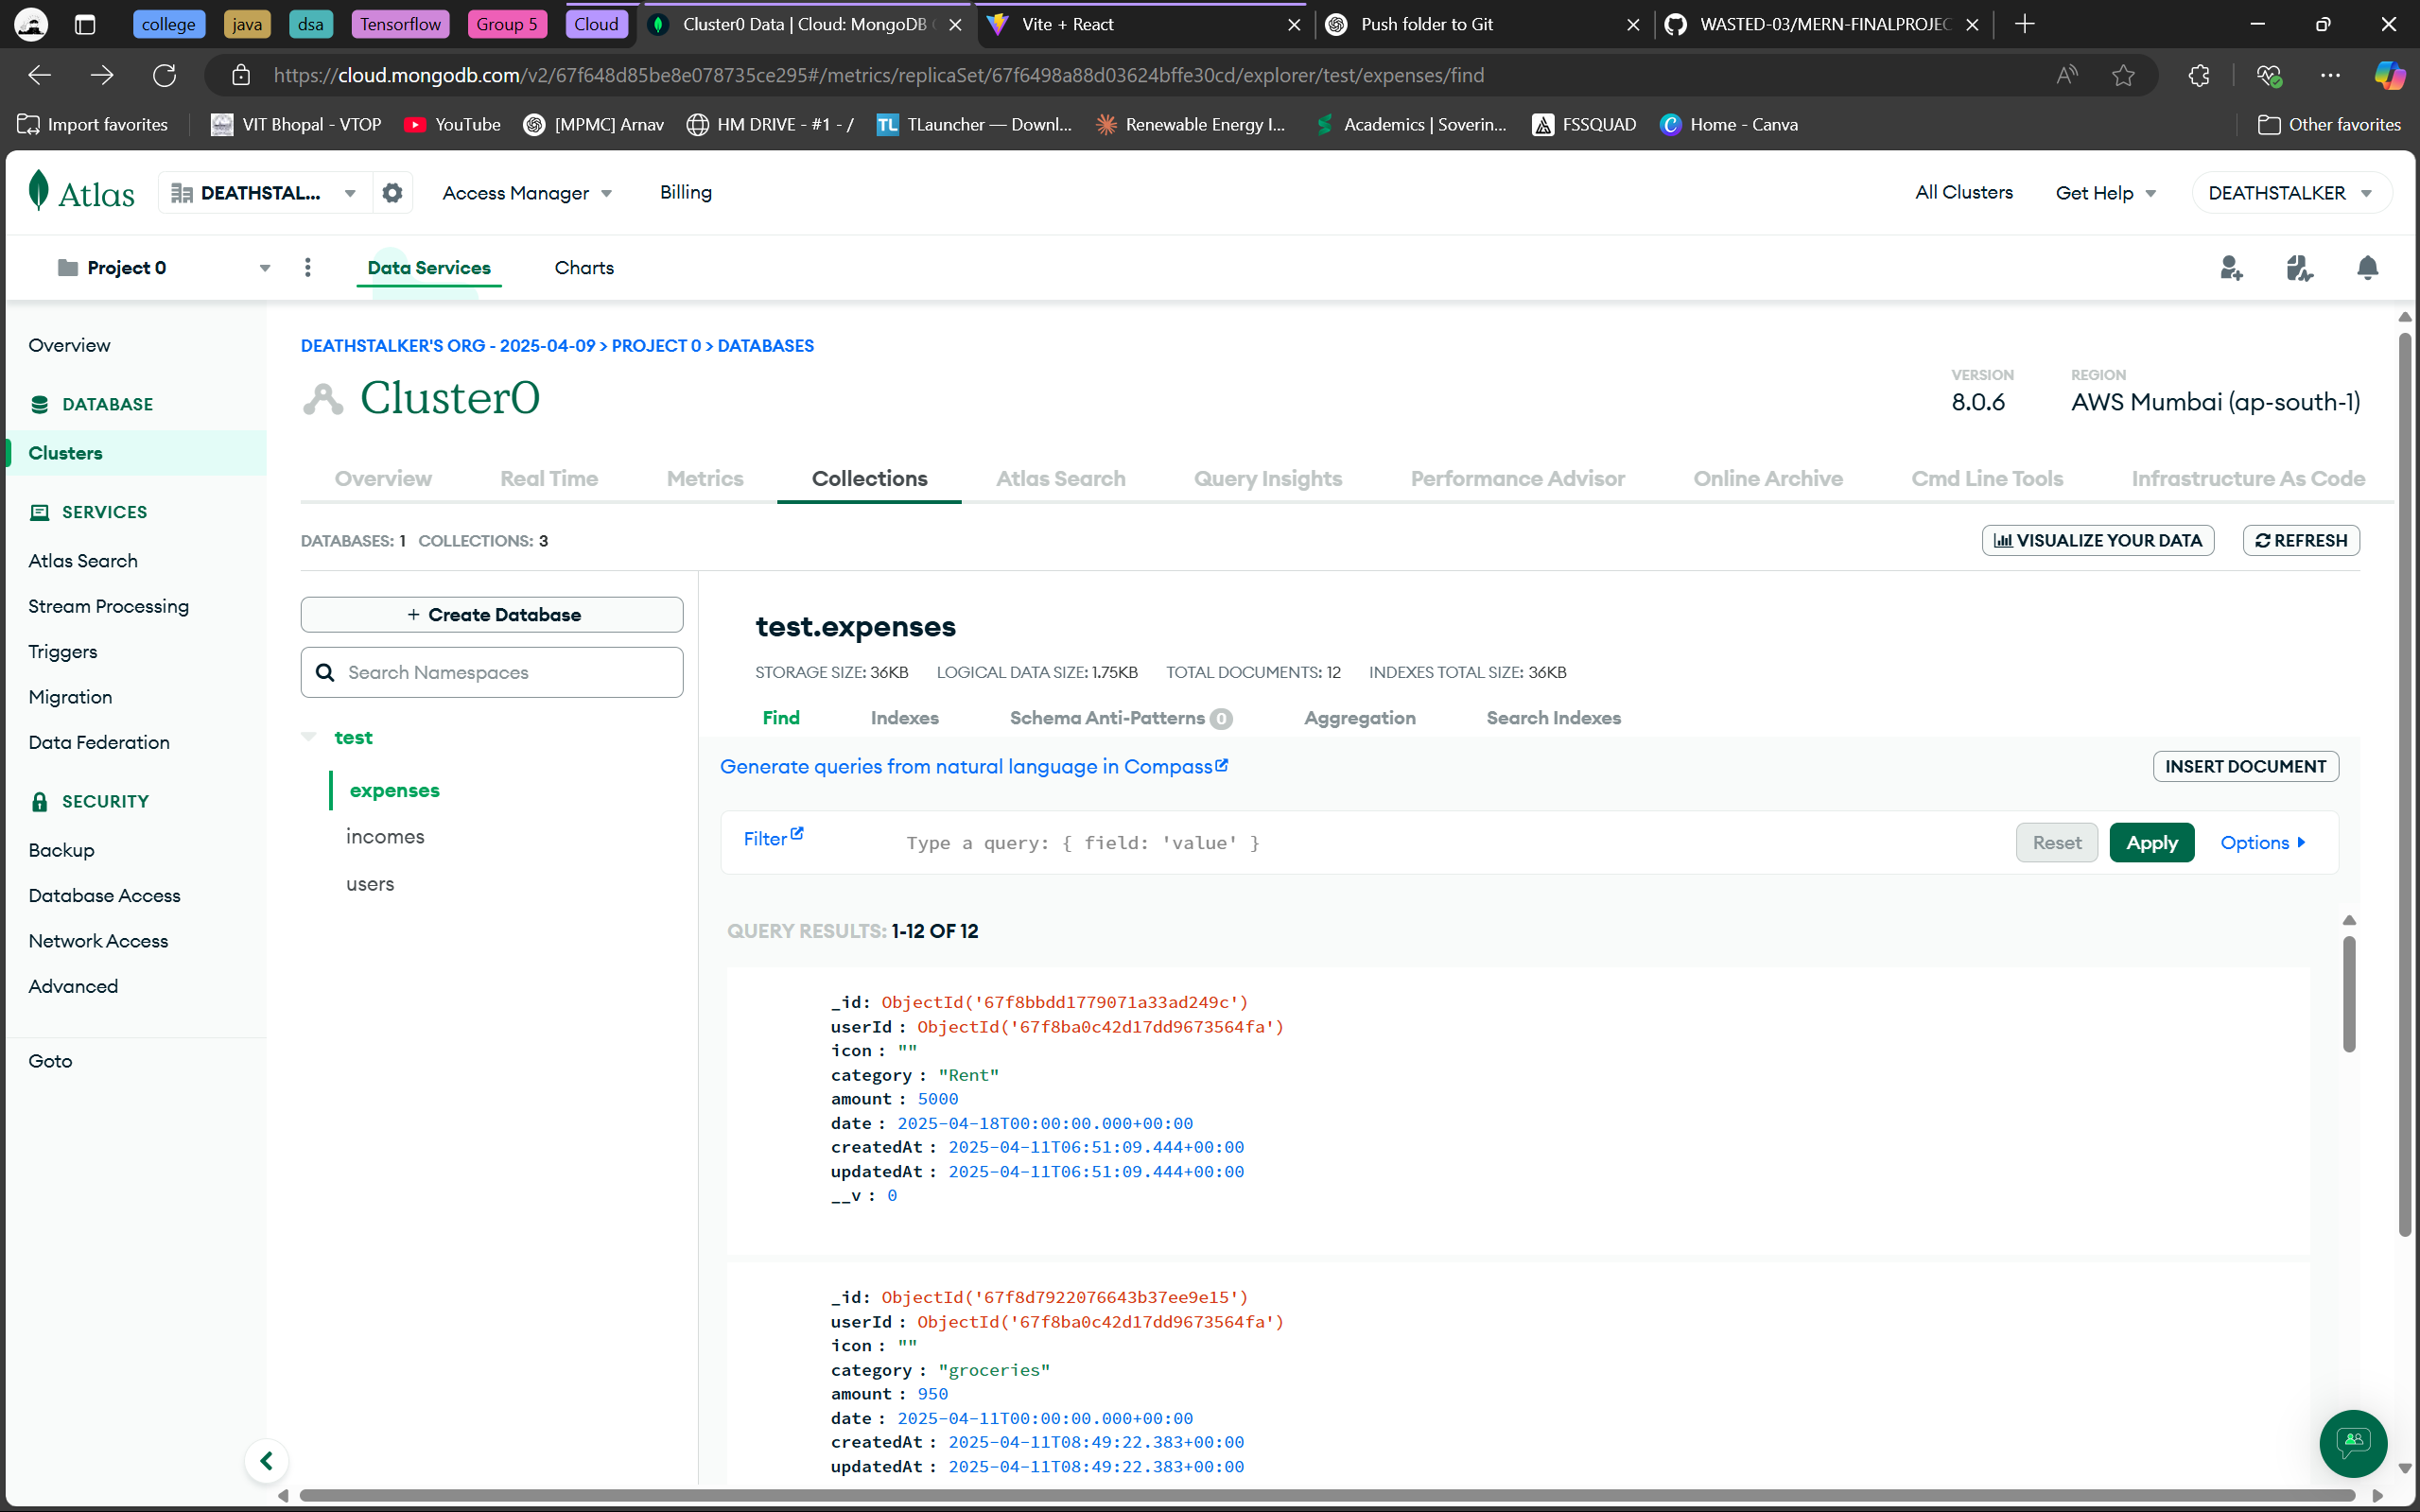 college java dsa Tensorflow Group 5 Cloud Cluster0 Data | Cloud: MongoDB Vite + React Push folder to Git WASTED-03/MERN-FINALPROJEC
https://cloud.mongodb.com/v2/67f648d85be8e078735ce295#/metrics/replicaSet/67f6498a88d03624bffe30cd/explorer/test/expenses/find
Import favorites VIT Bhopal - VTOP YouTube [MPMC] Arnav HM DRIVE - #1 - / TL TLauncher — Downl... Renewable Energy I... Academics | Soverin... FSSQUAD Home - Canva Other favorites
Atlas DEATHSTAL... Access Manager Billing All Clusters Get Help DEATHSTALKER
Project 0 Data Services Charts
Overview
DATABASE
Clusters
SERVICES
Atlas Search
Stream Processing
Triggers
Migration
Data Federation
SECURITY
Backup
Database Access
Network Access
Advanced
Goto
DEATHSTALKER'S ORG - 2025-04-09 > PROJECT 0 > DATABASES
Cluster0
VERSION
8.0.6
REGION
AWS Mumbai (ap-south-1)
Overview Real Time Metrics Collections Atlas Search Query Insights Performance Advisor Online Archive Cmd Line Tools Infrastructure As Code
DATABASES: 1 COLLECTIONS: 3
VISUALIZE YOUR DATA REFRESH
+ Create Database
Search Namespaces
test
expenses
incomes
users
test.expenses
STORAGE SIZE: 36KB LOGICAL DATA SIZE: 1.75KB TOTAL DOCUMENTS: 12 INDEXES TOTAL SIZE: 36KB
Find Indexes Schema Anti-Patterns 0 Aggregation Search Indexes
Generate queries from natural language in Compass
INSERT DOCUMENT
Filter Type a query: { field: 'value' } Reset Apply Options
QUERY RESULTS: 1-12 OF 12
_id: ObjectId('67f8bbdd1779071a33ad249c')
userId : ObjectId('67f8ba0c42d17dd9673564fa')
icon : ""
category : "Rent"
amount : 5000
date : 2025-04-18T00:00:00.000+00:00
createdAt : 2025-04-11T06:51:09.444+00:00
updatedAt : 2025-04-11T06:51:09.444+00:00
__v : 0
_id: ObjectId('67f8d7922076643b37ee9e15')
userId : ObjectId('67f8ba0c42d17dd9673564fa')
icon : ""
category : "groceries"
amount : 950
date : 2025-04-11T00:00:00.000+00:00
createdAt : 2025-04-11T08:49:22.383+00:00
updatedAt : 2025-04-11T08:49:22.383+00:00